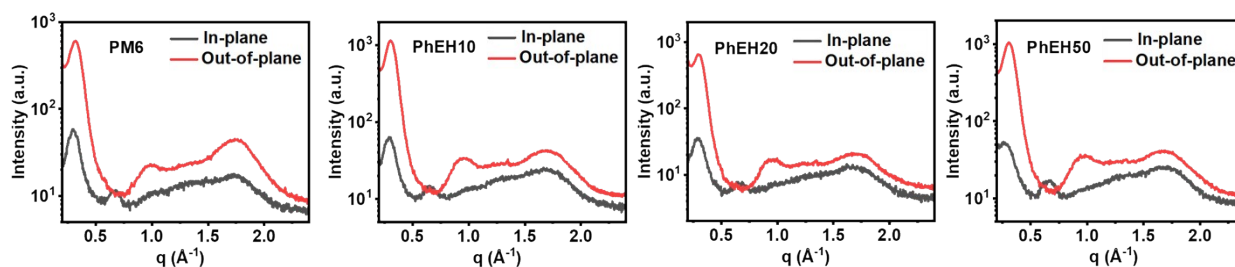 Intensity (a.u.)
10³
10²
10¹
PM6
In-plane
Out-of-plane
0.5 1.0 1.5 2.0
q (Å⁻¹)
Intensity (a.u.)
10³
10²
10¹
PhEH10
In-plane
Out-of-plane
0.5 1.0 1.5 2.0
q (Å⁻¹)
Intensity (a.u.)
10³
10²
10¹
PhEH20
In-plane
Out-of-plane
0.5 1.0 1.5 2.0
q (Å⁻¹)
Intensity (a.u.)
10³
10²
10¹
PhEH50
In-plane
Out-of-plane
0.5 1.0 1.5 2.0
q (Å⁻¹)